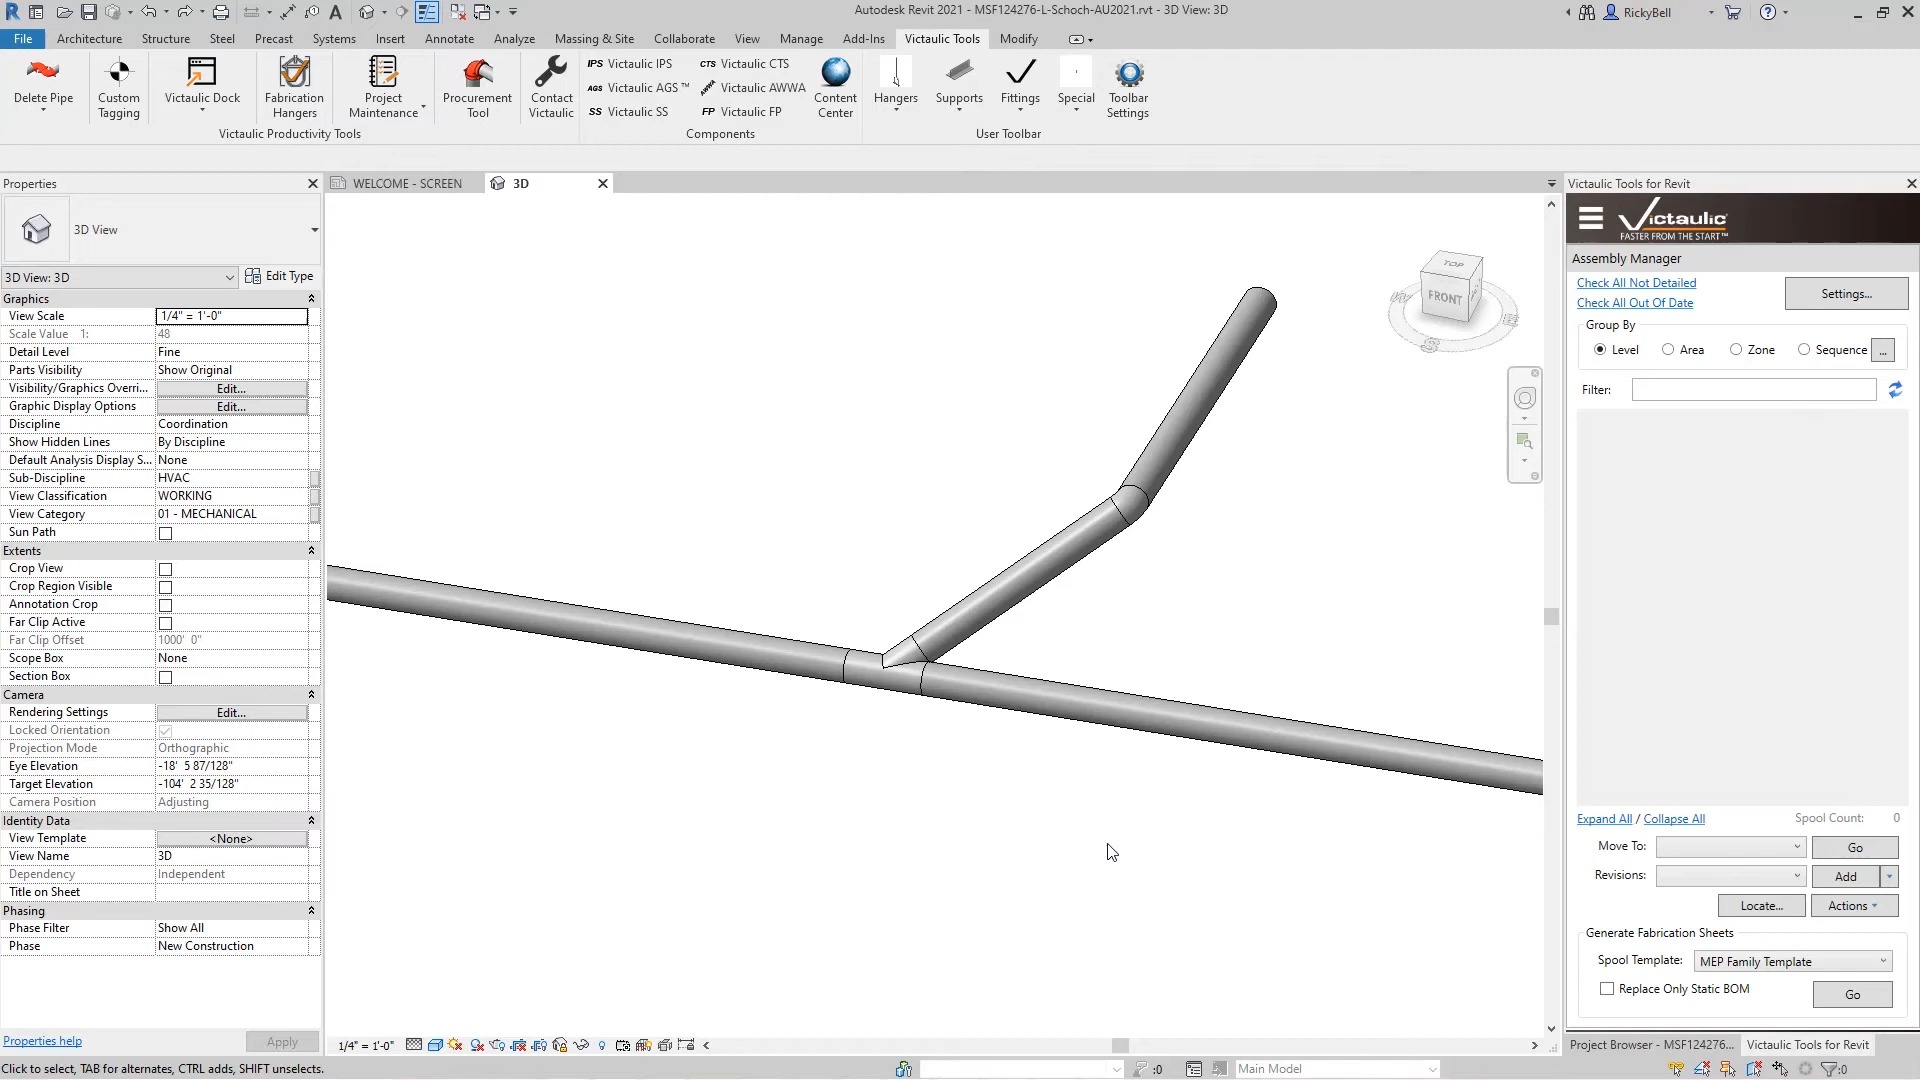 Autodesk Revit 2021 - MSF124276-L-Schoch-AU2021.rvt - 3D View: 3D
RickyBell
File Architecture Structure Steel Precast Systems Insert Annotate Analyze Massing & Site Collaborate View Manage Add-Ins Victaulic Tools Modify
Delete Pipe
Custom Tagging
Victaulic Dock
Fabrication Hangers
Project Maintenance
Procurement Tool
Contact Victaulic
IPS Victaulic IPS
AGS Victaulic AGS™
SS Victaulic SS
CTS Victaulic CTS
Victaulic AWWA
FP Victaulic FP
Content Center
Hangers
Supports
Fittings
Special
Toolbar Settings
Victaulic Productivity Tools
Components
User Toolbar
Properties
WELCOME - SCREEN
3D
Victaulic Tools for Revit
3D View
3D View: 3D
Edit Type
Graphics
View Scale 1/4" = 1'-0"
Scale Value 1: 48
Detail Level Fine
Parts Visibility Show Original
Visibility/Graphics Overri... Edit...
Graphic Display Options Edit...
Discipline Coordination
Show Hidden Lines By Discipline
Default Analysis Display S... None
Sub-Discipline HVAC
View Classification WORKING
View Category 01 - MECHANICAL
Sun Path
Extents
Crop View
Crop Region Visible
Annotation Crop
Far Clip Active
Far Clip Offset 1000' 0"
Scope Box None
Section Box
Camera
Rendering Settings Edit...
Locked Orientation
Projection Mode Orthographic
Eye Elevation -18' 5 87/128"
Target Elevation -104' 2 35/128"
Camera Position Adjusting
Identity Data
View Template <None>
View Name 3D
Dependency Independent
Title on Sheet
Phasing
Phase Filter Show All
Phase New Construction
Properties help
Apply
TOP
FRONT
S
Victaulic
FASTER FROM THE START™
Assembly Manager
Check All Not Detailed
Check All Out Of Date
Settings...
Group By
Level Area Zone Sequence ...
Filter:
Expand All / Collapse All
Spool Count: 0
Move To: Go
Revisions: Add
Locate... Actions
Generate Fabrication Sheets
Spool Template: MEP Family Template
Replace Only Static BOM
Go
1/4" = 1'-0"
Project Browser - MSF124276...
Victaulic Tools for Revit
Click to select, TAB for alternates, CTRL adds, SHIFT unselects.
:0
Main Model
:0